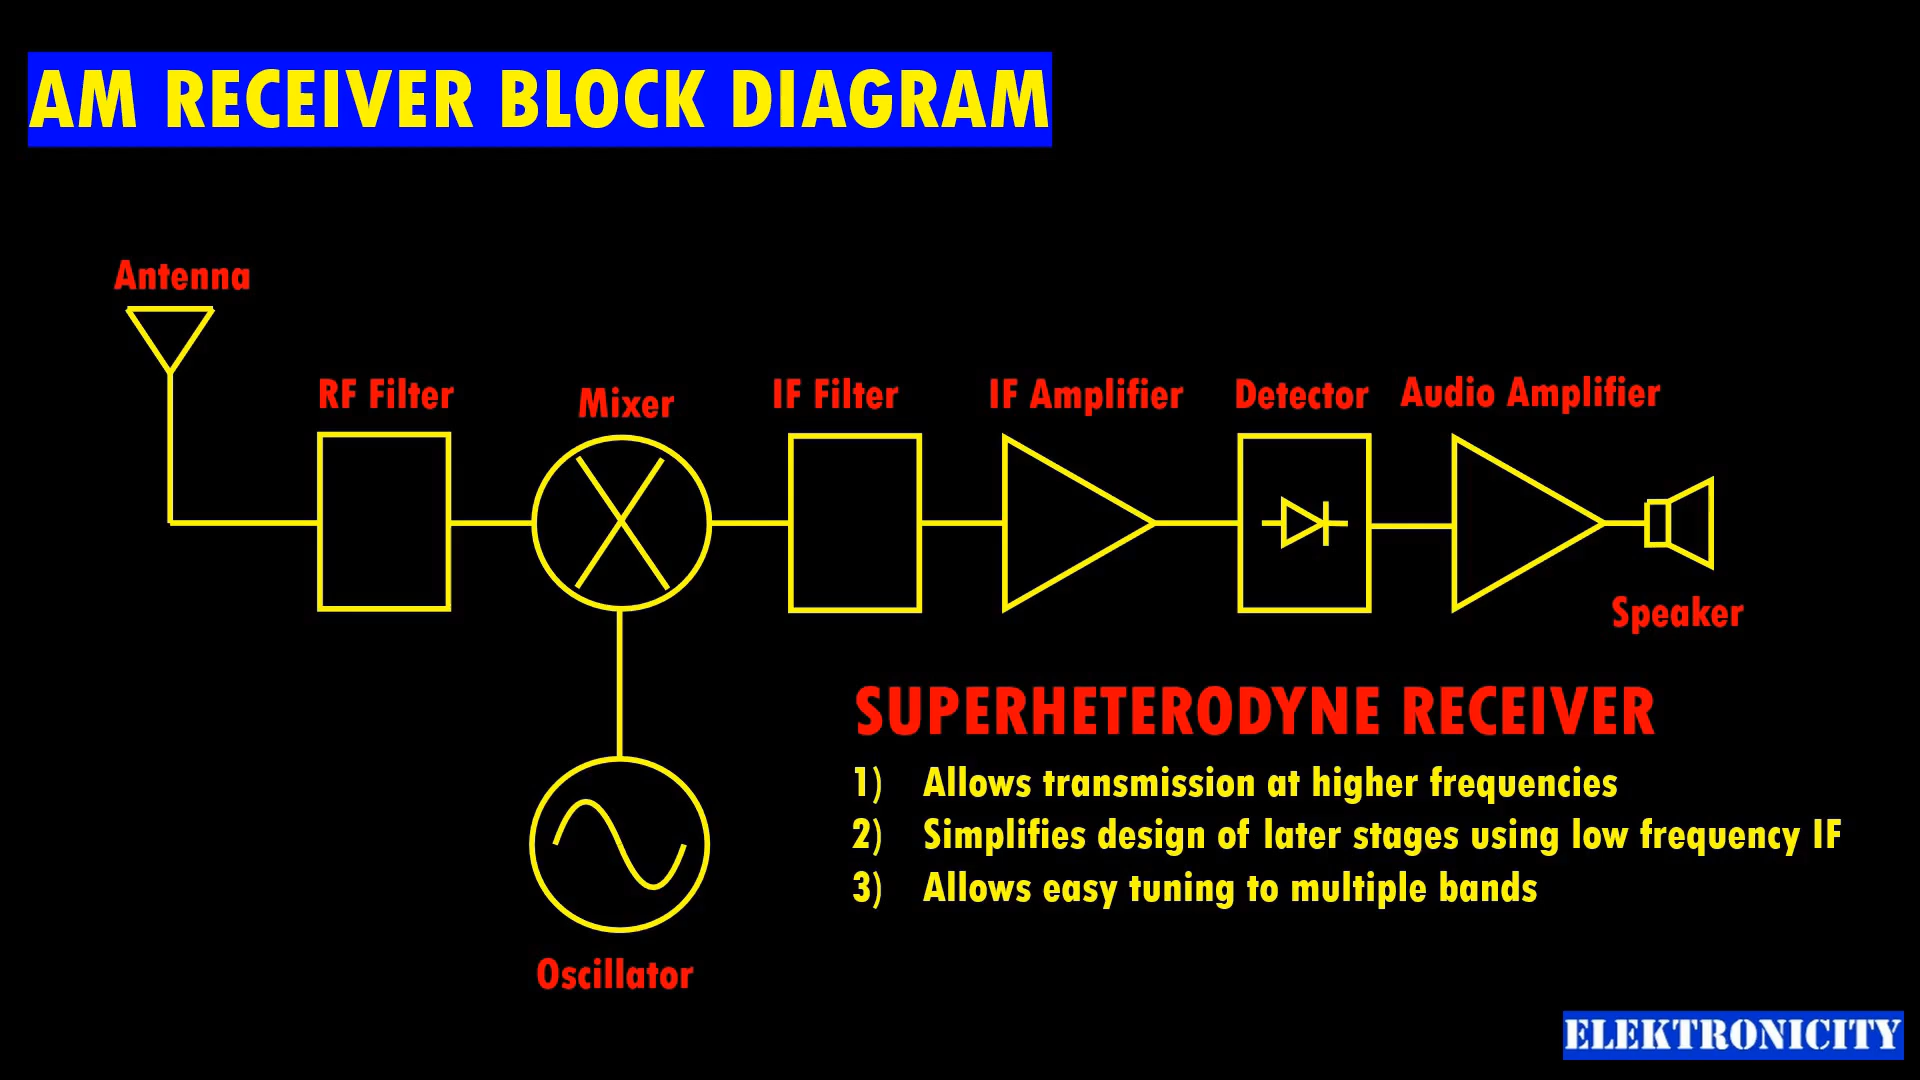 AM RECEIVER BLOCK DIAGRAM
Antenna
RF Filter
Mixer
IF Filter
IF Amplifier
Detector
Audio Amplifier
Speaker
SUPERHETERODYNE RECEIVER
1) Allows transmission at higher frequencies
2) Simplifies design of later stages using low frequency IF
3) Allows easy tuning to multiple bands
Oscillator
ELEKTRONICITY